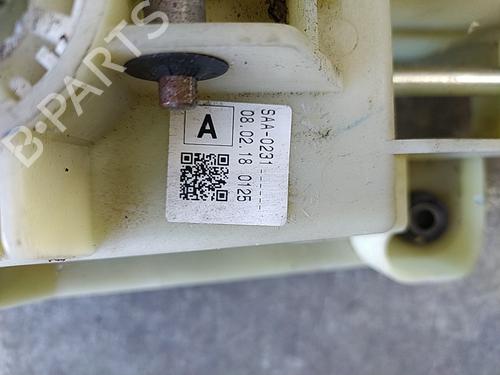 B-PARTS
A
SAA-0231------
08.02.18 0125